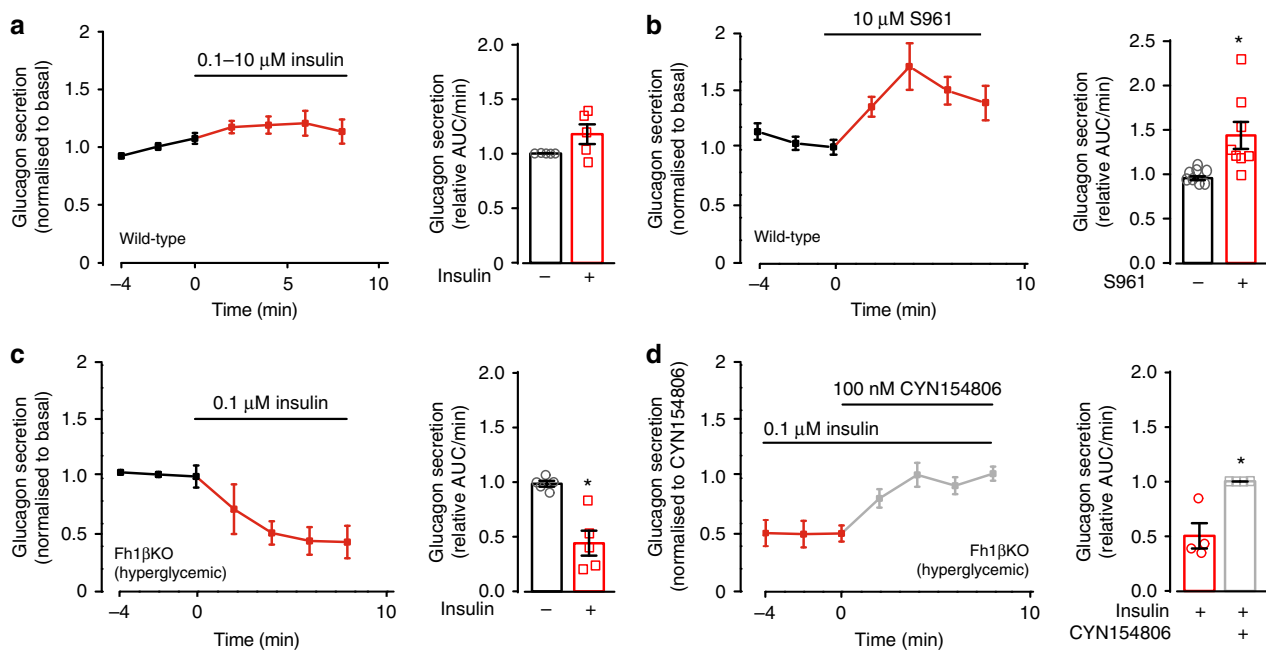 a
Glucagon secretion
(normalised to basal)
2
1.5
1.0
0.5
0
0.1–10 μM insulin
Wild-type
–4
0
5
10
Time (min)
Glucagon secretion
(relative AUC/min)
2.0
1.5
1.0
0.5
0
Insulin
–
+
b
Glucagon secretion
(normalised to basal)
2
1.5
1.0
0.5
0
10 μM S961
Wild-type
–4
0
10
Time (min)
Glucagon secretion
(relative AUC/min)
2.5
2.0
1.5
1.0
0.5
0.0
*
S961
–
+
c
Glucagon secretion
(normalised to basal)
2
1.5
1.0
0.5
0
0.1 μM insulin
Fh1βKO
(hyperglycemic)
–4
0
10
Time (min)
Glucagon secretion
(relative AUC/min)
2.0
1.5
1.0
0.5
0.0
*
Insulin
–
+
d
Glucagon secretion
(normalised to CYN154806)
2
1.5
1.0
0.5
0
100 nM CYN154806
0.1 μM insulin
Fh1βKO
(hyperglycemic)
–4
0
10
Time (min)
Glucagon secretion
(relative AUC/min)
2.0
1.5
1.0
0.5
0.0
*
Insulin + +
CYN154806 +